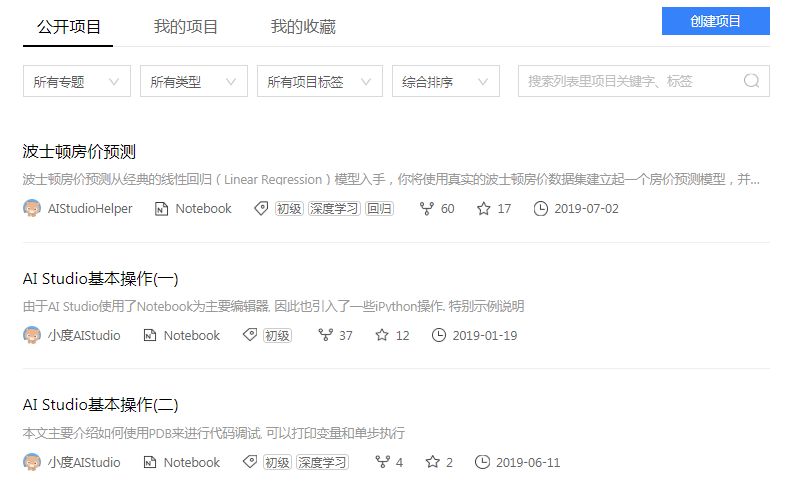 公开项目 我的项目 我的收藏 创建项目
所有专题 所有类型 所有项目标签 综合排序 搜索列表里项目关键字、标签
波士顿房价预测
波士顿房价预测从经典的线性回归（Linear Regression）模型入手，你将使用真实的波士顿房价数据集建立起一个房价预测模型，并...
AIStudioHelper Notebook 初级 深度学习 回归 60 17 2019-07-02
AI Studio基本操作(一)
由于AI Studio使用了Notebook为主要编辑器, 因此也引入了一些iPython操作. 特别示例说明
小度AIStudio Notebook 初级 37 12 2019-01-19
AI Studio基本操作(二)
本文主要介绍如何使用PDB来进行代码调试, 可以打印变量和单步执行
小度AIStudio Notebook 初级 深度学习 4 2 2019-06-11